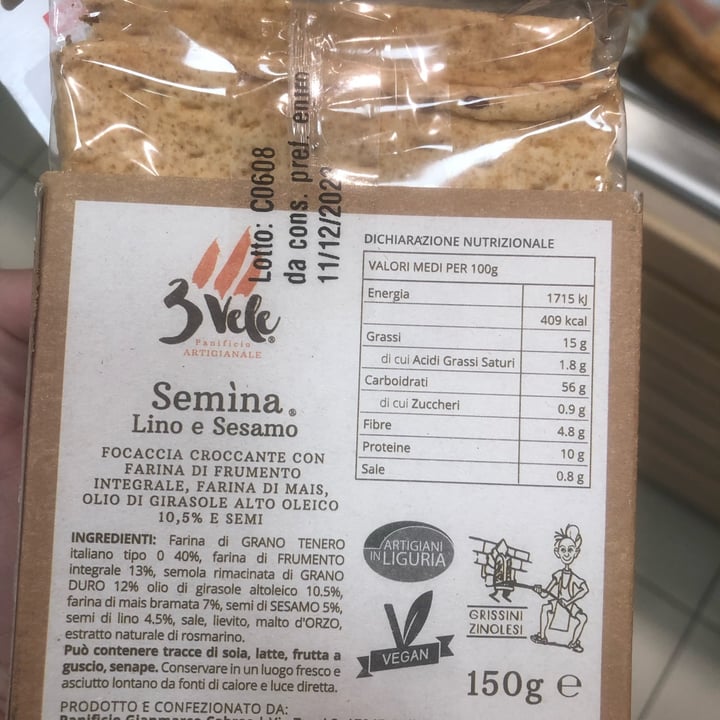 Lotto: C0608
da cons. pref. entro
11/12/202
3 Vele®
Panificio
ARTIGIANALE
Semìna®
Lino e Sesamo
FOCACCIA CROCCANTE CON
FARINA DI FRUMENTO
INTEGRALE, FARINA DI MAIS,
OLIO DI GIRASOLE ALTO OLEICO
10,5% E SEMI
INGREDIENTI: Farina di GRANO TENERO
italiano tipo 0 40%, farina di FRUMENTO
integrale 13%, semola rimacinata di GRANO
DURO 12% olio di girasole altoleico 10.5%,
farina di mais bramata 7%, semi di SESAMO 5%,
semi di lino 4.5%, sale, lievito, malto d'ORZO,
estratto naturale di rosmarino.
Può contenere tracce di soia, latte, frutta a
guscio, senape. Conservare in un luogo fresco e
asciutto lontano da fonti di calore e luce diretta.
PRODOTTO E CONFEZIONATO DA:
Panificio Gianmarco
DICHIARAZIONE NUTRIZIONALE
VALORI MEDI PER 100g
Energia 1715 kJ
409 kcal
Grassi 15 g
di cui Acidi Grassi Saturi 1.8 g
Carboidrati 56 g
di cui Zuccheri 0.9 g
Fibre 4.8 g
Proteine 10 g
Sale 0.8 g
ARTIGIANI
IN LIGURIA
VEGAN
GRISSINI
ZINOLESI
150g e